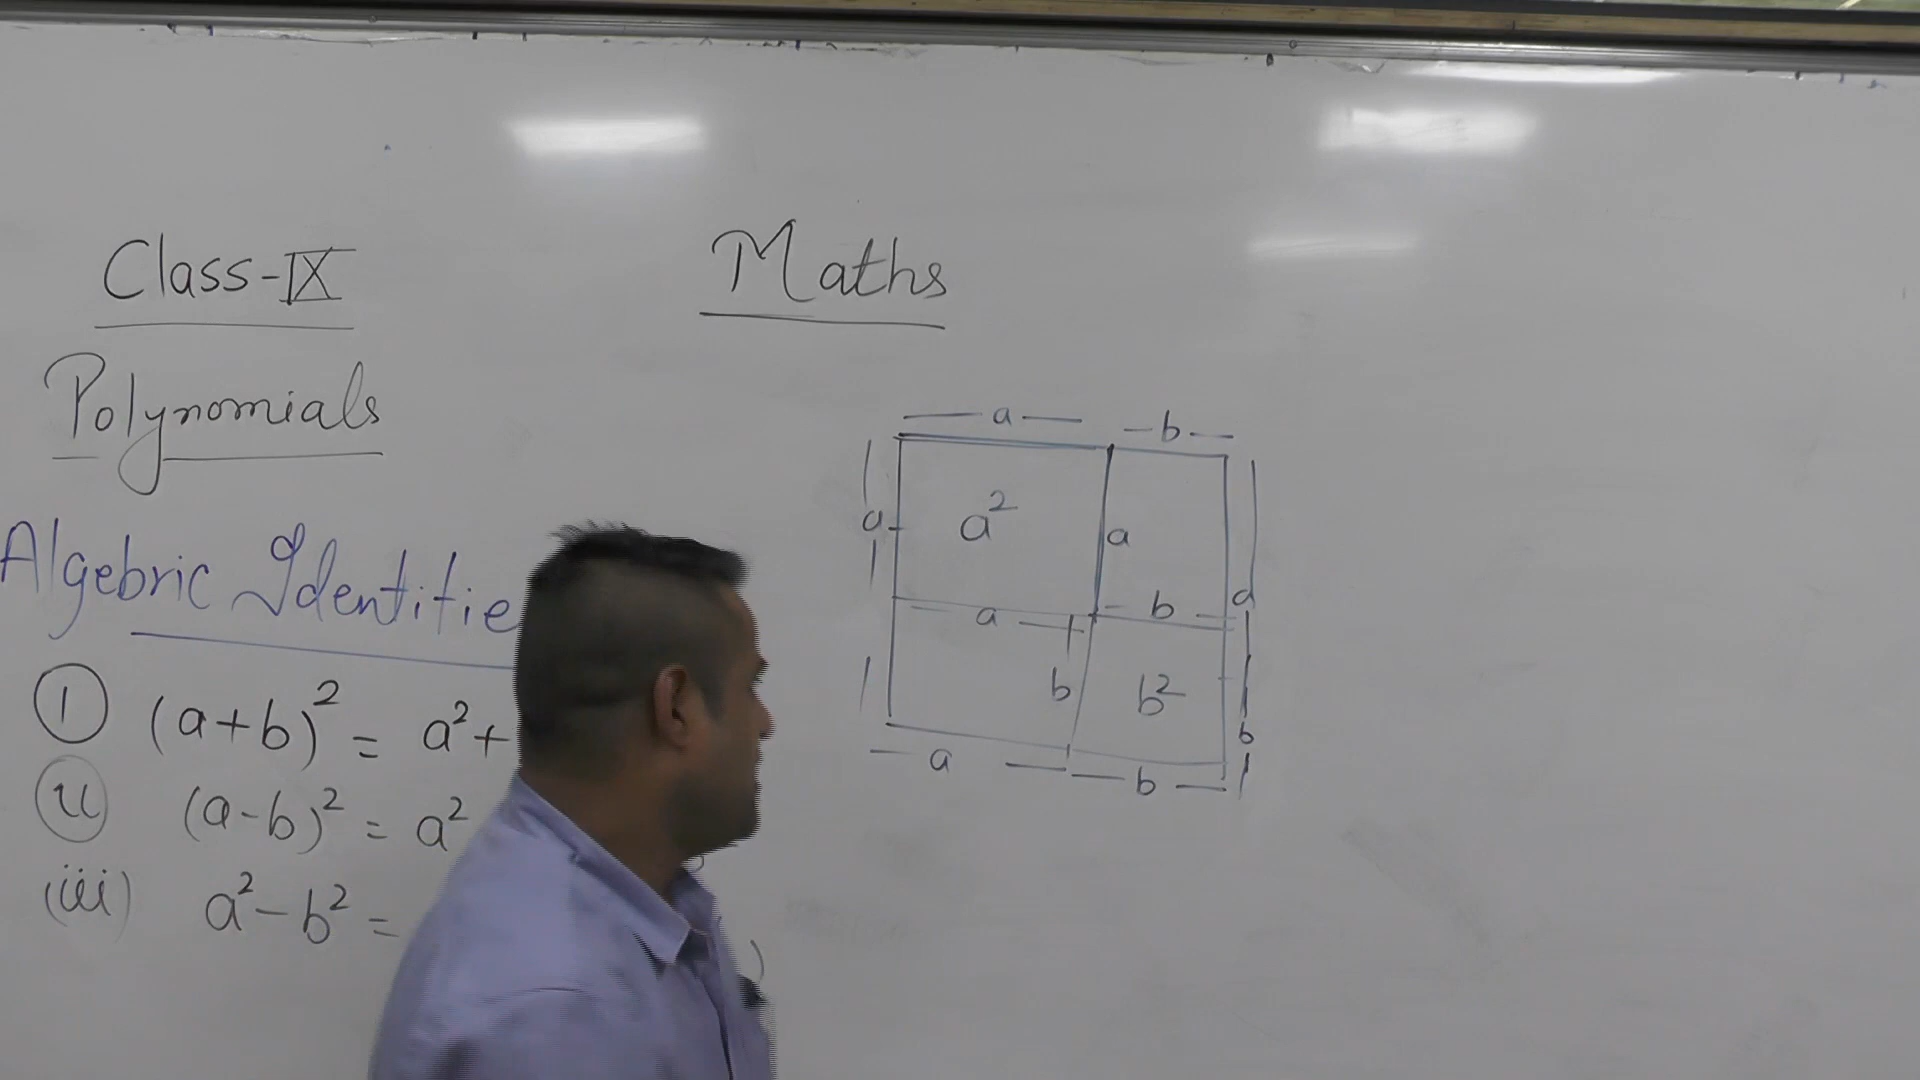 Class-IX
Maths
Polynomials
Algebric Identitie
1 (a+b)² = a²+
ii (a-b)² = a²
(iii) a²-b² =
)
a
b
a
a²
a
a
b
a
b
b²
b
a
b